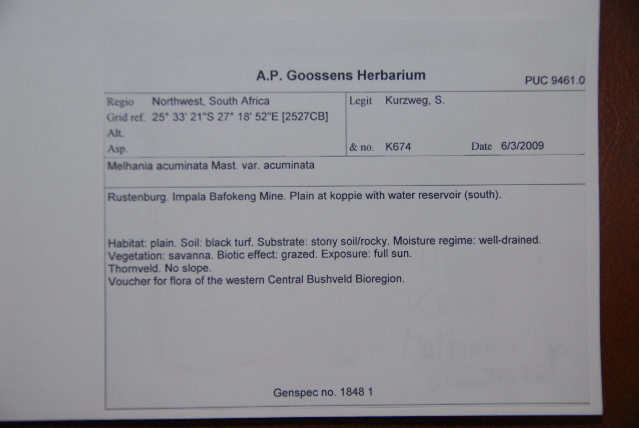 A.P. Goossens Herbarium
PUC 9461.0
Regio Northwest, South Africa Legit Kurzweg, S.
Grid ref. 25° 33' 21"S 27° 18' 52"E [2527CB]
Alt.
Asp. & no. K674 Date 6/3/2009
Melhania acuminata Mast. var. acuminata
Rustenburg. Impala Bafokeng Mine. Plain at koppie with water reservoir (south).
Habitat: plain. Soil: black turf. Substrate: stony soil/rocky. Moisture regime: well-drained.
Vegetation: savanna. Biotic effect: grazed. Exposure: full sun.
Thornveld. No slope.
Voucher for flora of the western Central Bushveld Bioregion.
Genspec no. 1848 1